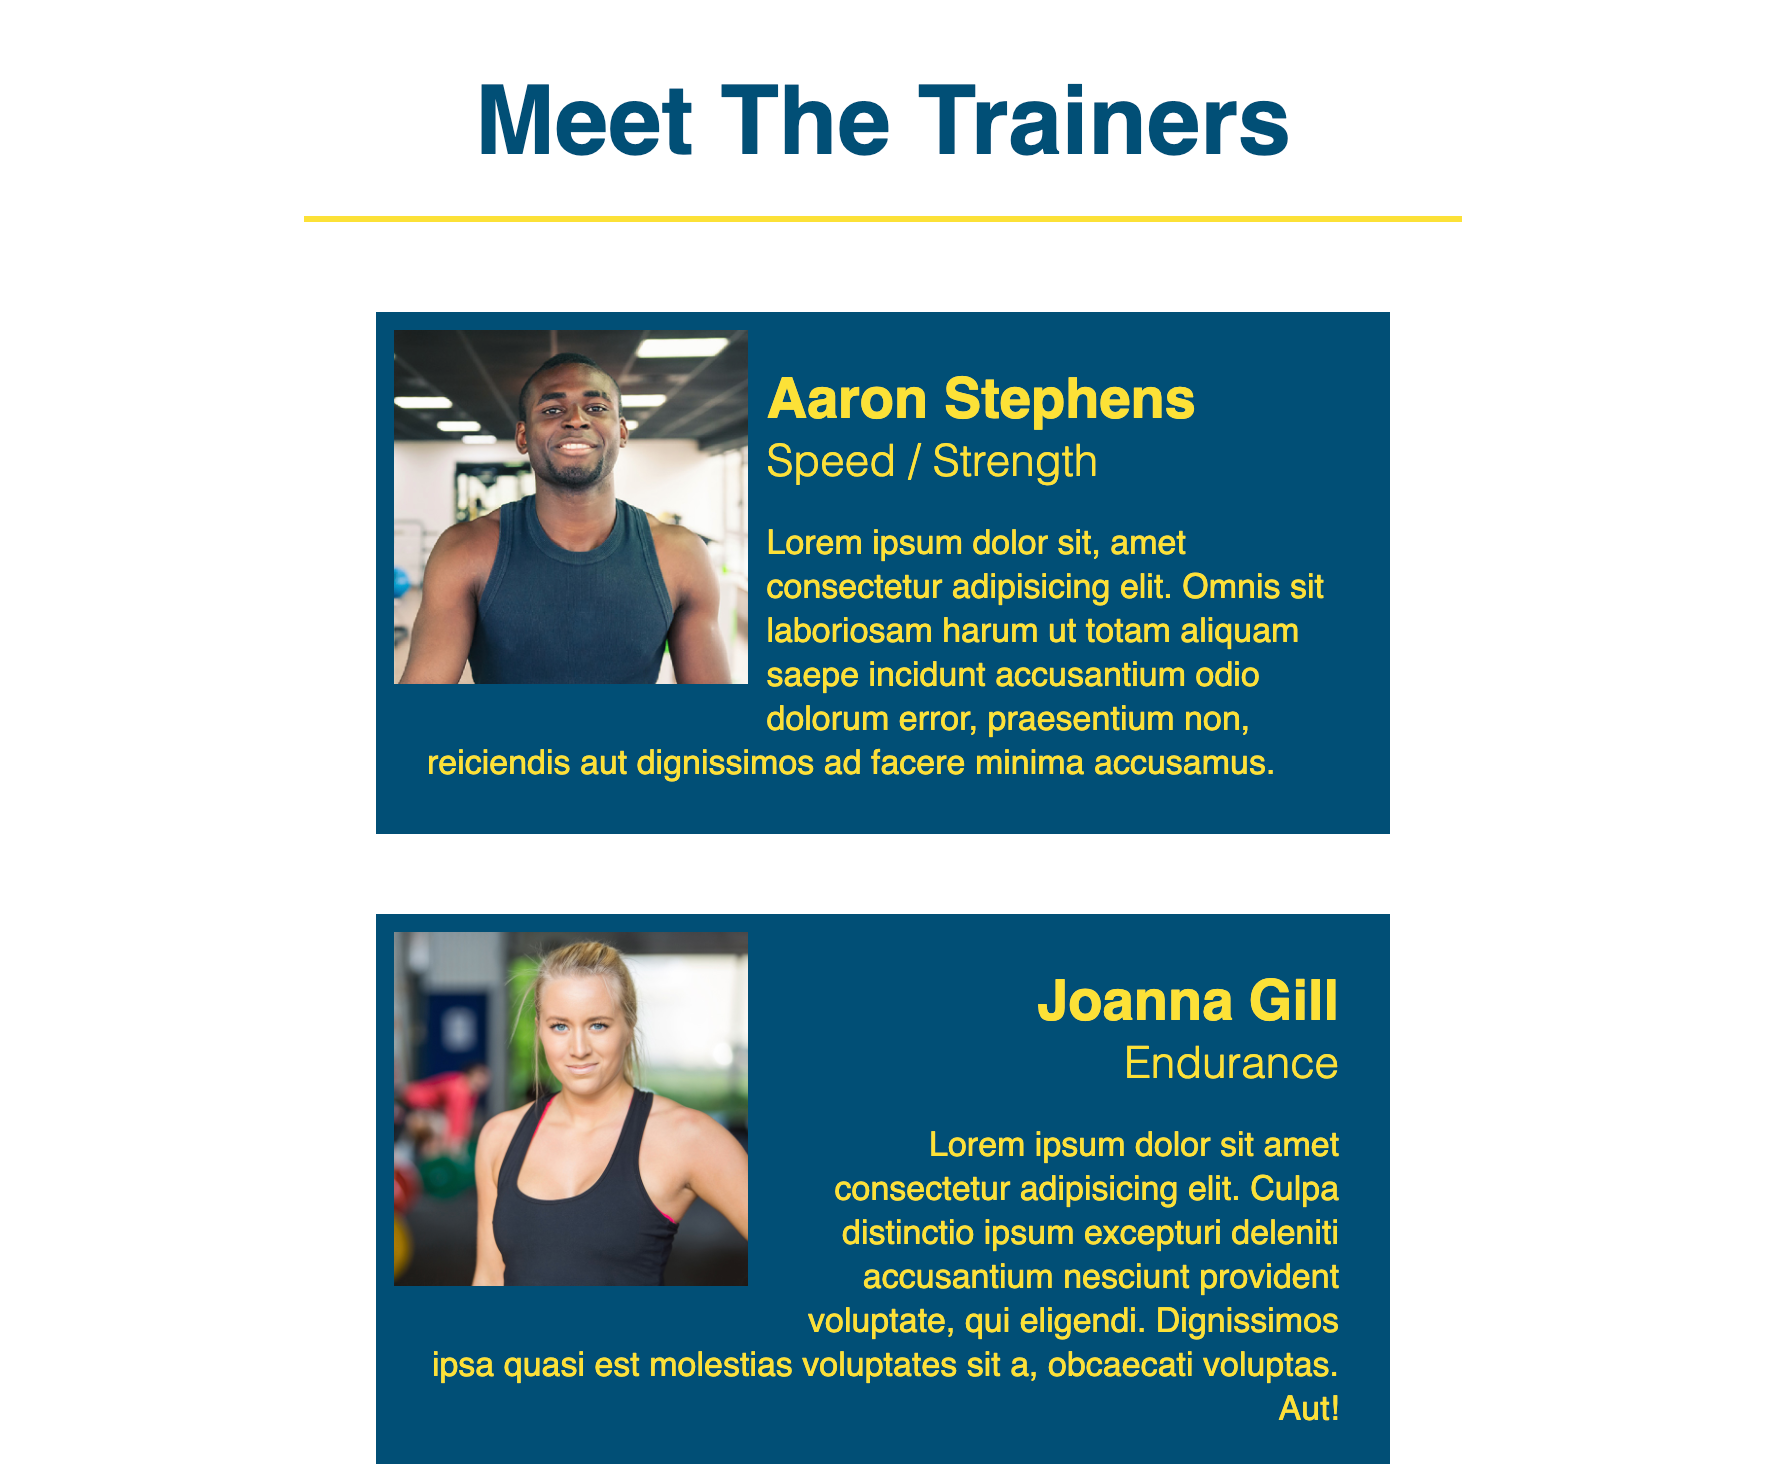 Meet The Trainers
Aaron Stephens
Speed / Strength
Lorem ipsum dolor sit, amet
consectetur adipisicing elit. Omnis sit
laboriosam harum ut totam aliquam
saepe incidunt accusantium odio
dolorum error, praesentium non,
reiciendis aut dignissimos ad facere minima accusamus.
Joanna Gill
Endurance
Lorem ipsum dolor sit amet
consectetur adipisicing elit. Culpa
distinctio ipsum excepturi deleniti
accusantium nesciunt provident
voluptate, qui eligendi. Dignissimos
ipsa quasi est molestias voluptates sit a, obcaecati voluptas.
Aut!